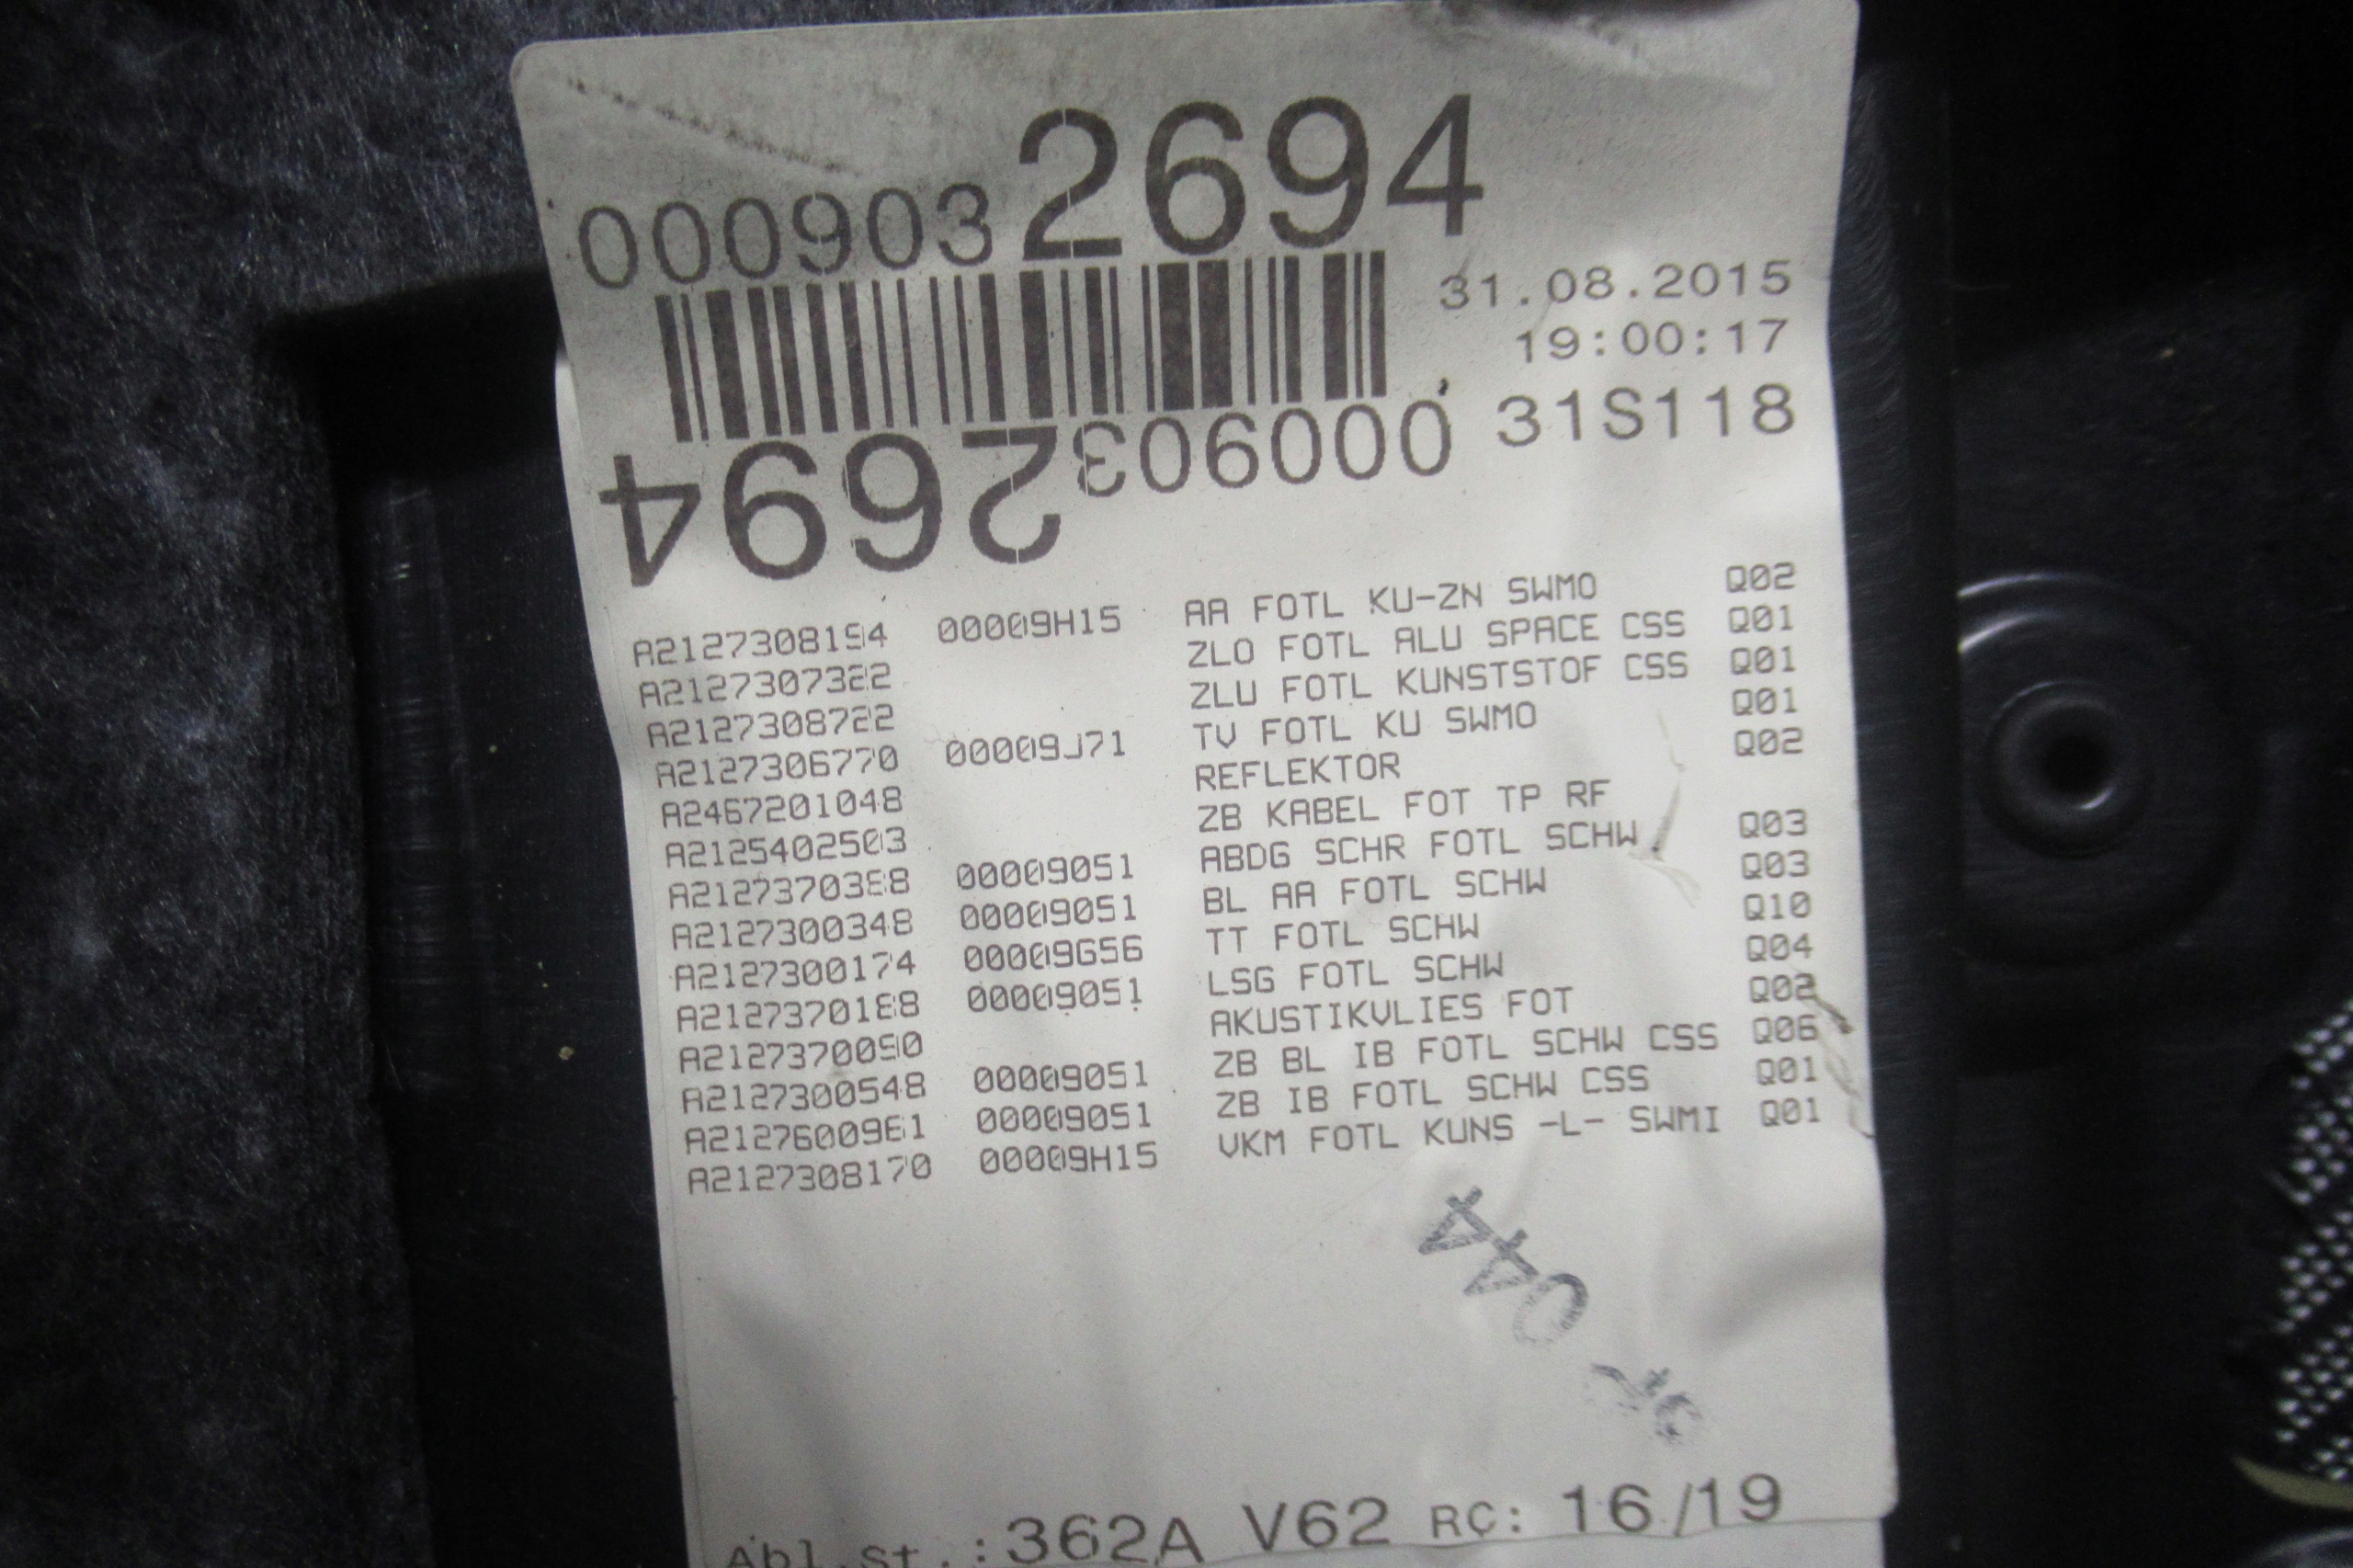 0009032694
31.08.2015
19:00:17
0009032694
31S118
A2127308194 00009H15 AA FOTL KU-ZN SWMO Q02
A2127307322 ZLO FOTL ALU SPACE CSS Q01
A2127308722 ZLU FOTL KUNSTSTOF CSS Q01
A2127306770 00009J71 TV FOTL KU SWMO Q01
A2467201048 REFLEKTOR Q02
A2125402503 ZB KABEL FOT TP RF
A2127370388 00009051 ABDG SCHR FOTL SCHW Q03
A2127300348 00009051 BL AA FOTL SCHW Q03
A2127300174 00009G56 TT FOTL SCHW Q10
A2127370188 00009051 LSG FOTL SCHW Q04
A2127370090 AKUSTIKVLIES FOT Q02
A2127300548 00009051 ZB BL IB FOTL SCHW CSS Q06
A2127600961 00009051 ZB IB FOTL SCHW CSS Q01
A2127308170 00009H15 VKM FOTL KUNS -L- SWMI Q01
044
Abl.st.:362A V62 RC: 16/19